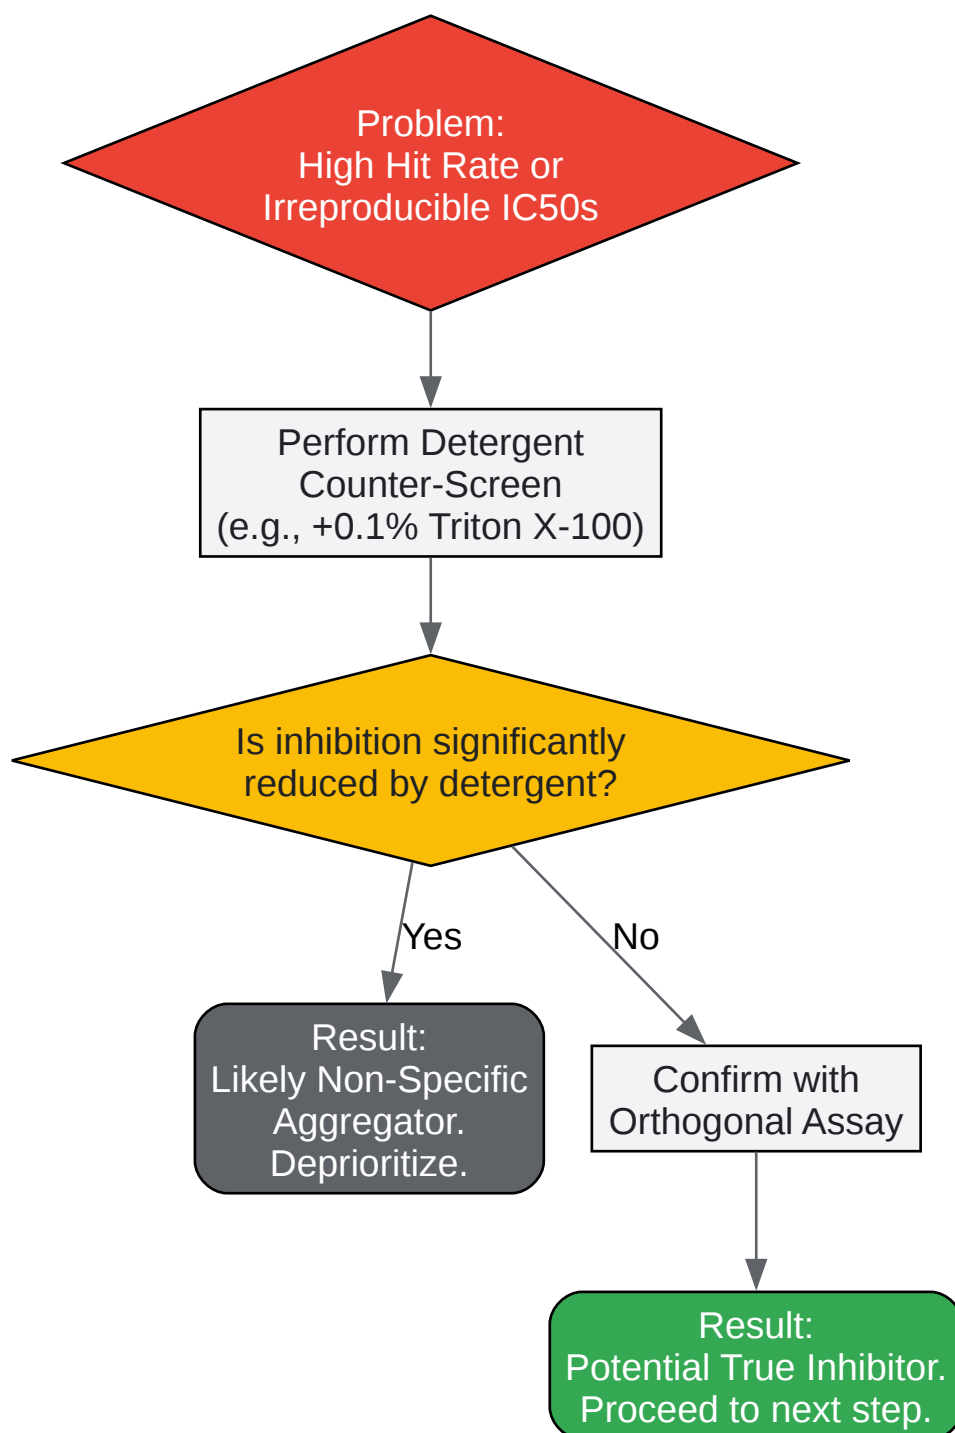 Problem:
High Hit Rate or
Irreproducible IC50s
Perform Detergent
Counter-Screen
(e.g., +0.1% Triton X-100)
Is inhibition significantly
reduced by detergent?
Yes
No
Result:
Likely Non-Specific
Aggregator.
Deprioritize.
Confirm with
Orthogonal Assay
Result:
Potential True Inhibitor.
Proceed to next step.